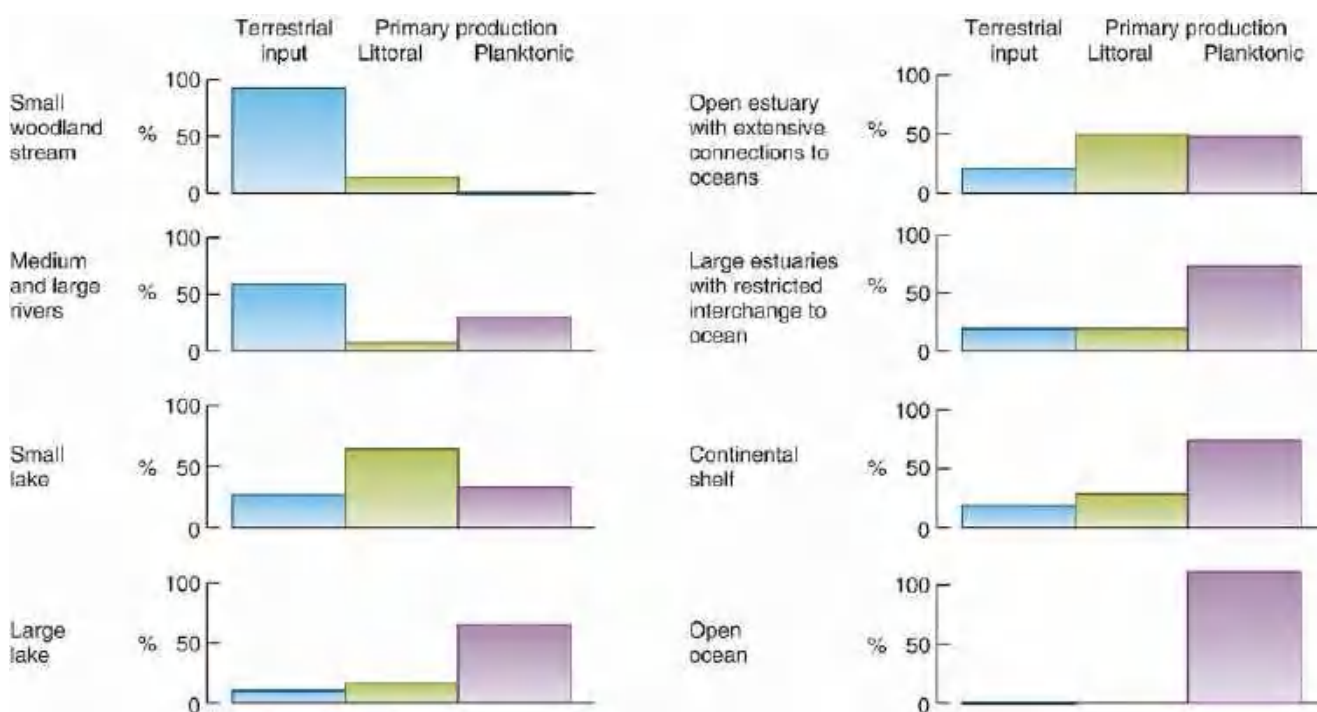 Terrestrial Primary production
input Littoral Planktonic
Small
woodland
stream
%
100
50
0
Medium
and large
rivers
%
100
50
0
Small
lake
%
100
50
0
Large
lake
%
100
50
0
Terrestrial Primary production
input Littoral Planktonic
Open estuary
with extensive
connections to
oceans
%
100
50
0
Large estuaries
with restricted
interchange to
ocean
%
100
50
0
Continental
shelf
%
100
50
0
Open
ocean
%
100
50
0